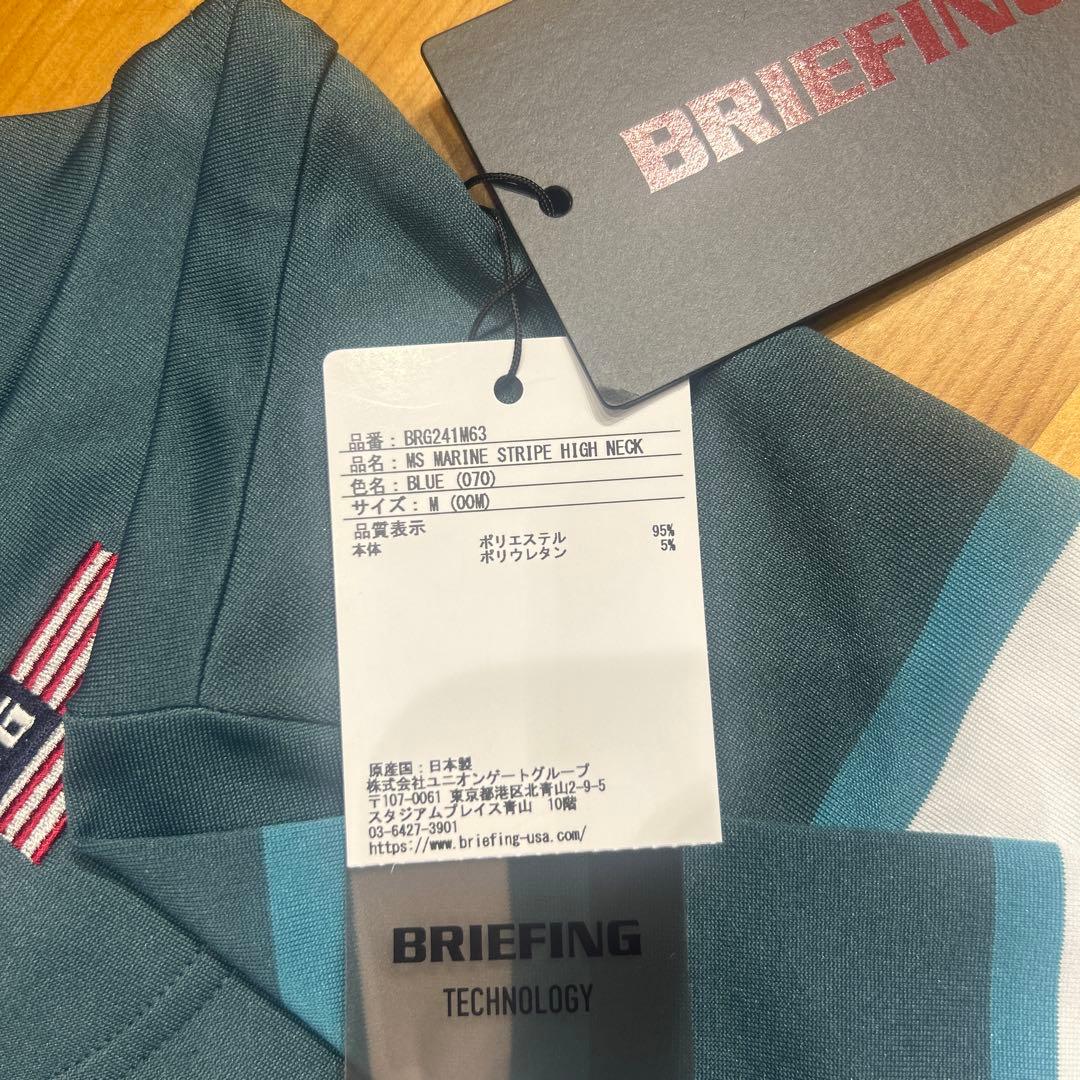 BRIEFING
品番：BRG241M63
品名：MS MARINE STRIPE HIGH NECK
色名：BLUE (070)
サイズ：M (00M)
品質表示
本体 ポリエステル 95%
ポリウレタン 5%
原産国：日本製
株式会社ユニオンゲートグループ
〒107-0061 東京都港区北青山2-9-5
スタジアムプレイス青山 10階
03-6427-3901
https://www.briefing-usa.com/
BRIEFING
TECHNOLOGY
G